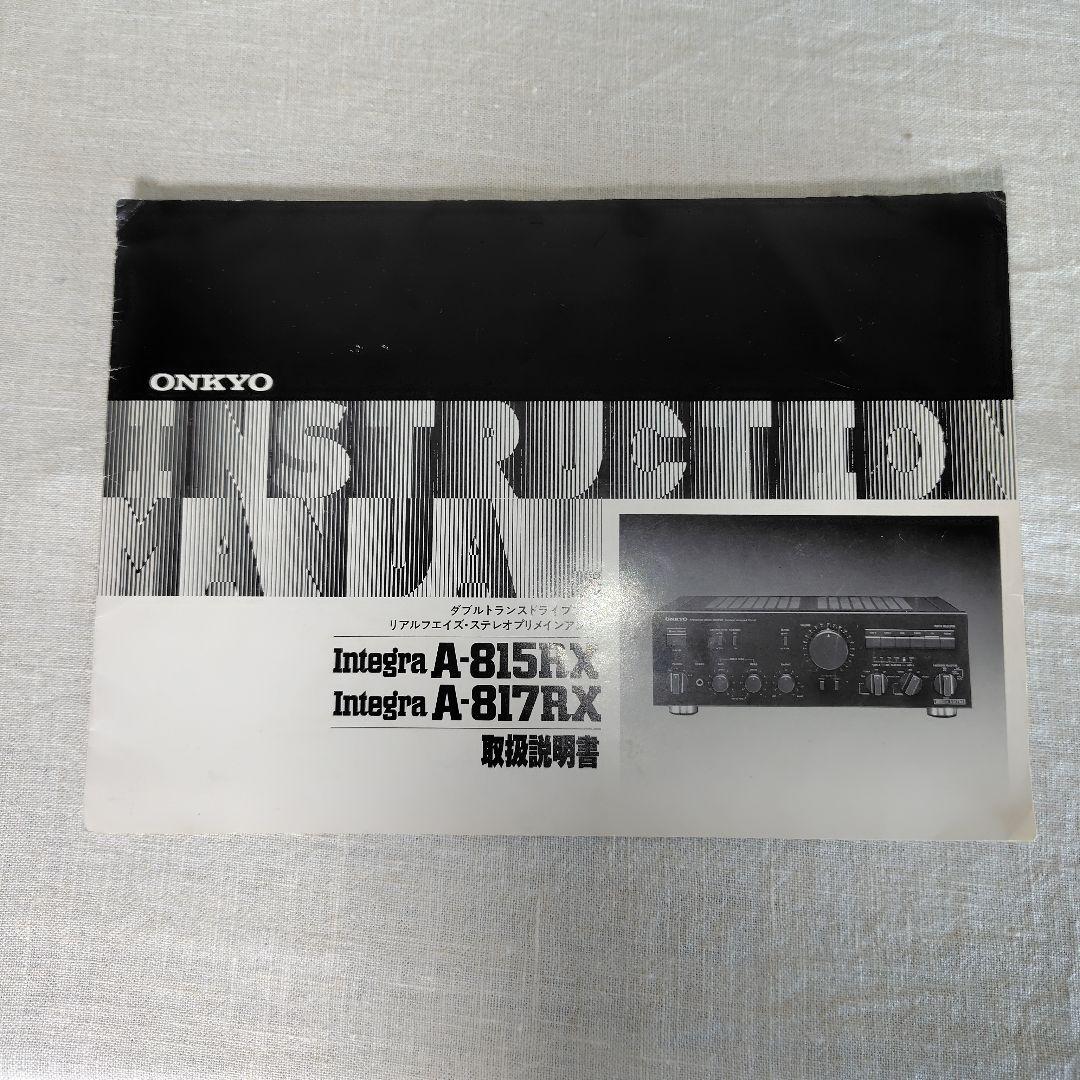 ONKYO
INSTRUCTION
MANUAL
ダブルトランスドライブ
リアルフエイズ・ステレオプリメインア
Integra A-815RX
Integra A-817RX
取扱説明書
ONKYO